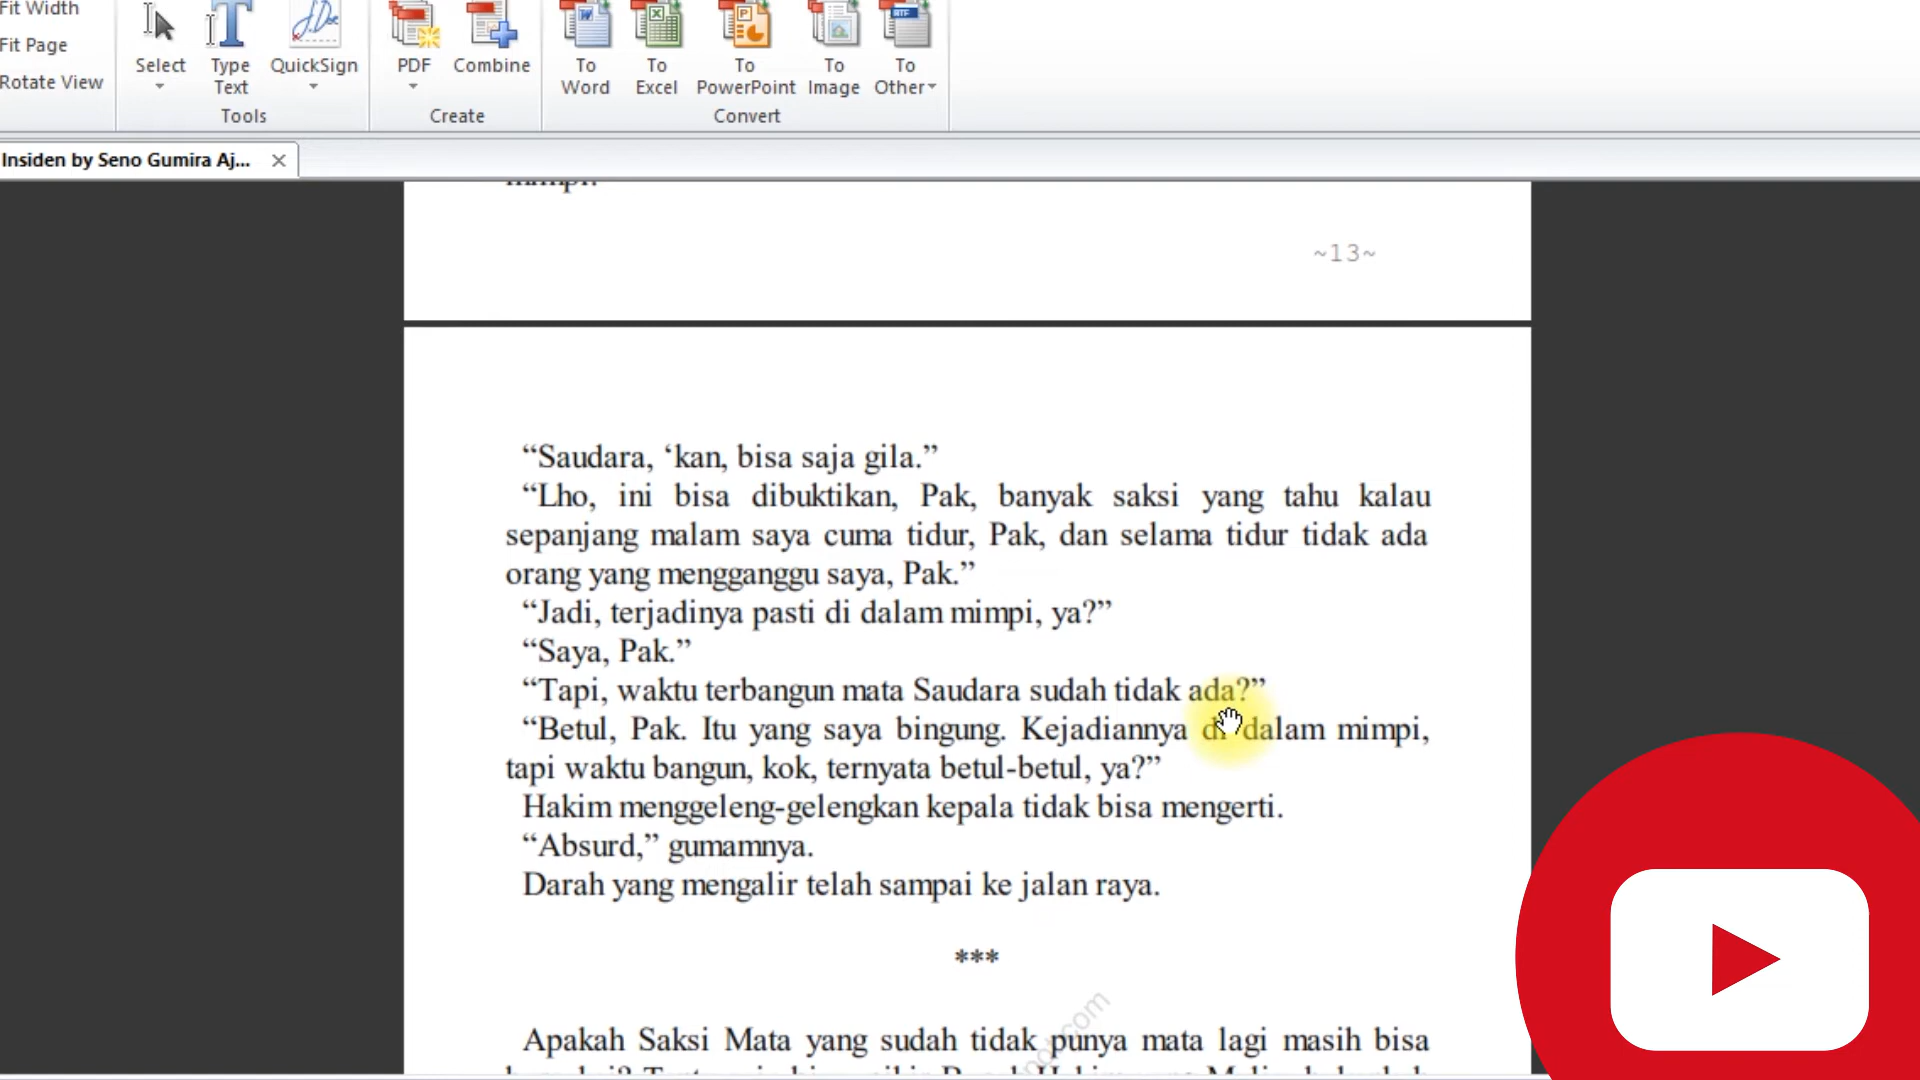 Fit Width
Fit Page
Rotate View
Select
Type Text
QuickSign
Tools
PDF
Combine
Create
To Word
To Excel
To PowerPoint
To Image
To Other
Convert
Insiden by Seno Gumira Aj...
mimpi.
~13~
“Saudara, ‘kan, bisa saja gila.”
“Lho, ini bisa dibuktikan, Pak, banyak saksi yang tahu kalau
sepanjang malam saya cuma tidur, Pak, dan selama tidur tidak ada
orang yang mengganggu saya, Pak.”
“Jadi, terjadinya pasti di dalam mimpi, ya?”
“Saya, Pak.”
“Tapi, waktu terbangun mata Saudara sudah tidak ada?”
“Betul, Pak. Itu yang saya bingung. Kejadiannya di dalam mimpi,
tapi waktu bangun, kok, ternyata betul-betul, ya?”
Hakim menggeleng-gelengkan kepala tidak bisa mengerti.
“Absurd,” gumamnya.
Darah yang mengalir telah sampai ke jalan raya.
***
Apakah Saksi Mata yang sudah tidak punya mata lagi masih bisa